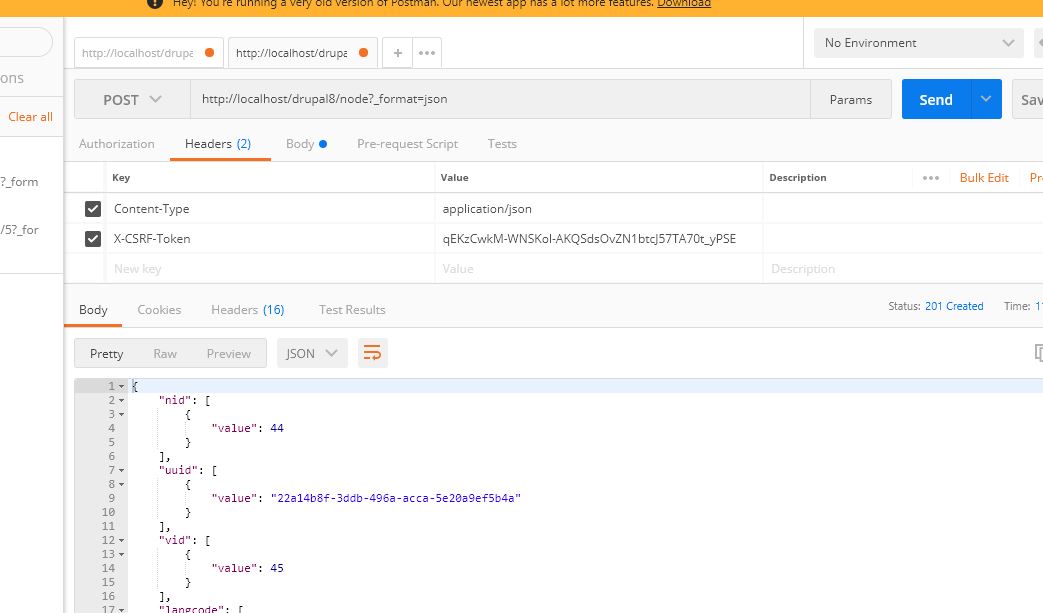 Hey! You're running a very old version of Postman. Our newest app has a lot more features. Download
http://localhost/drupa http://localhost/drupa + ••• No Environment
ons
POST http://localhost/drupal8/node?_format=json Params Send Sav
Clear all
Authorization Headers (2) Body Pre-request Script Tests
Key Value Description ••• Bulk Edit Pr
?_form
Content-Type application/json
/5?_for
X-CSRF-Token qEKzCwkM-WNSKol-AKQSdsOvZN1btcJ57TA70t_yPSE
New key Value Description
Body Cookies Headers (16) Test Results Status: 201 Created Time: 1
Pretty Raw Preview JSON
1 {
2 "nid": [
3 {
4 "value": 44
5 }
6 ],
7 "uuid": [
8 {
9 "value": "22a14b8f-3ddb-496a-acca-5e20a9ef5b4a"
10 }
11 ],
12 "vid": [
13 {
14 "value": 45
15 }
16 ],
17 "langcode": [